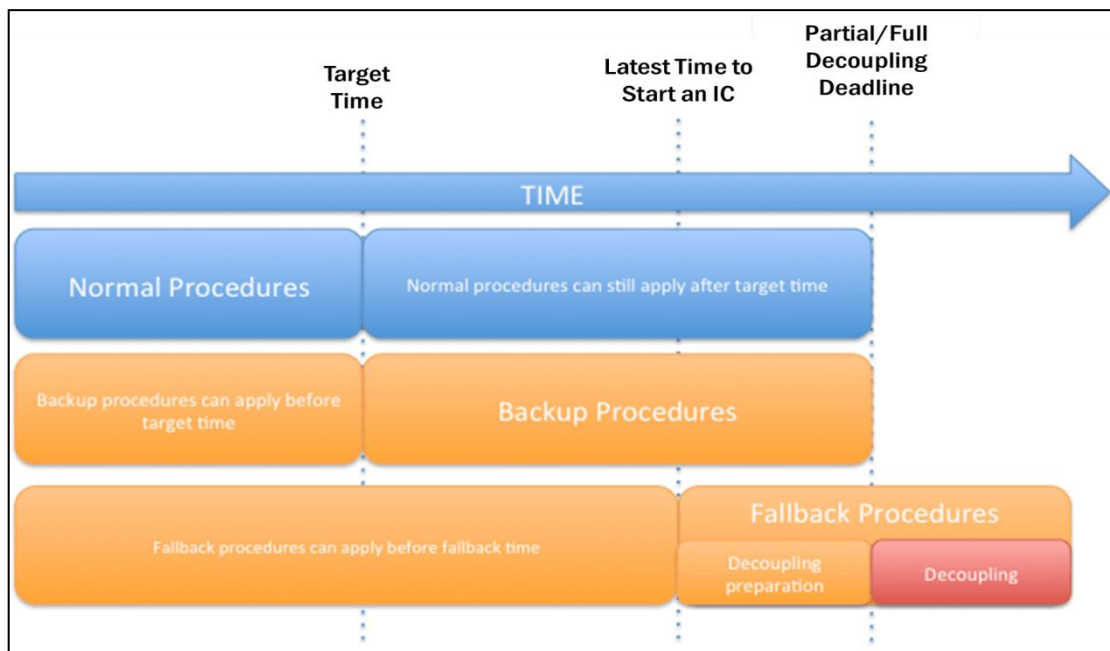 Target
Time
Latest Time to
Start an IC
Partial/Full
Decoupling
Deadline
TIME
Normal Procedures
Normal procedures can still apply after target time
Backup procedures can apply before
target time
Backup Procedures
Fallback procedures can apply before fallback time
Fallback Procedures
Decoupling
preparation
Decoupling